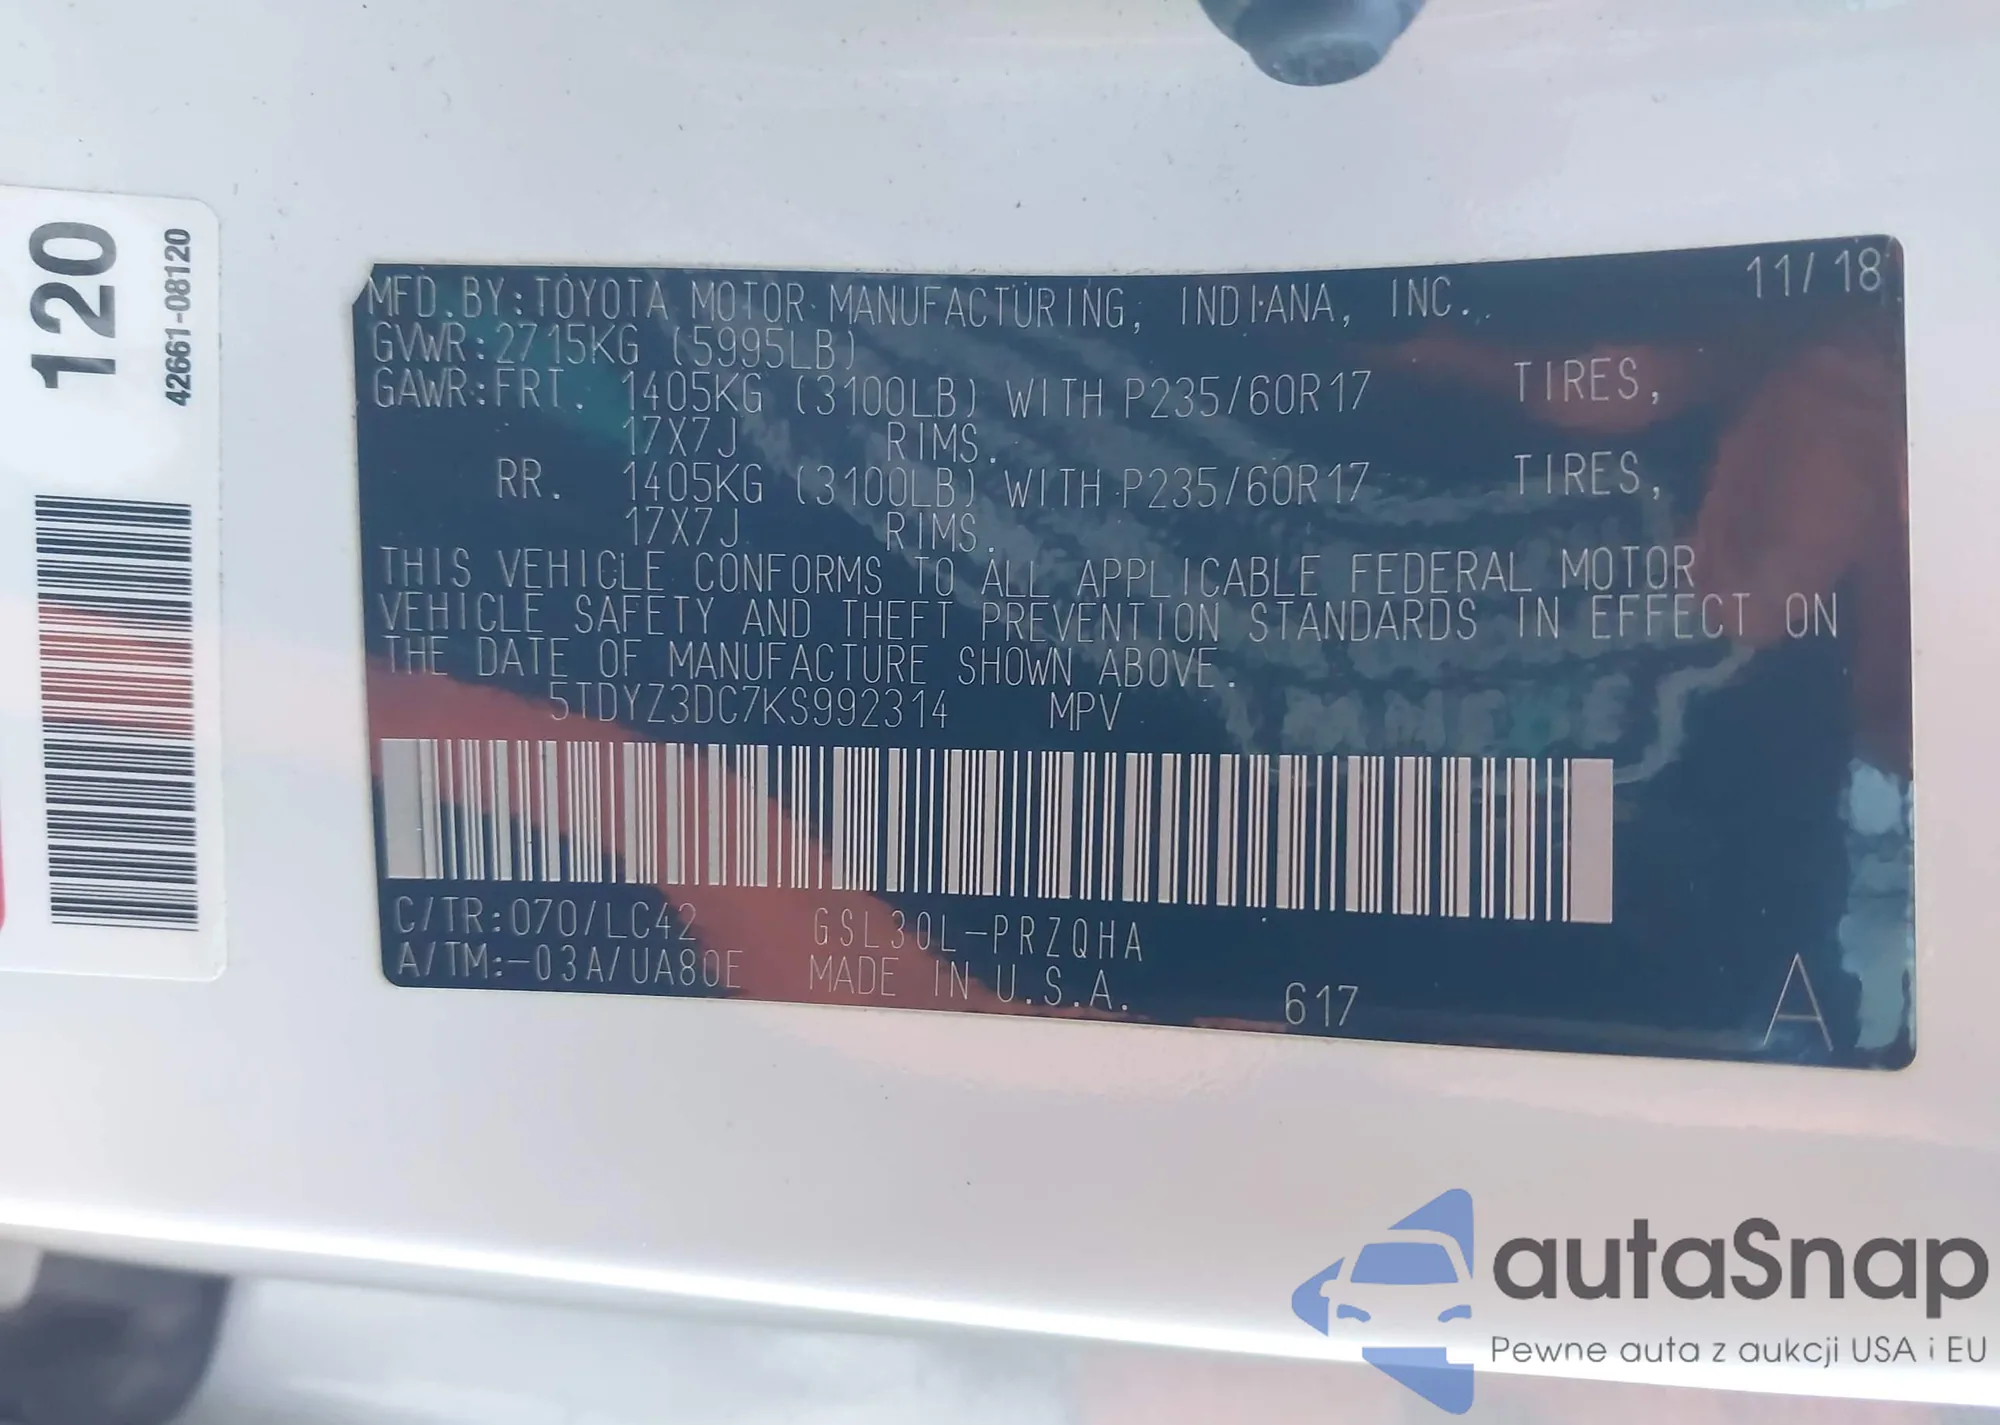 120
42661-08120
MFD.BY:TOYOTA MOTOR MANUFACTURING, INDIANA, INC. 11/18
GVWR:2715KG (5995LB)
GAWR:FRT. 1405KG (3100LB) WITH P235/60R17 TIRES,
17X7J RIMS.
RR. 1405KG (3100LB) WITH P235/60R17 TIRES,
17X7J RIMS.
THIS VEHICLE CONFORMS TO ALL APPLICABLE FEDERAL MOTOR
VEHICLE SAFETY AND THEFT PREVENTION STANDARDS IN EFFECT ON
THE DATE OF MANUFACTURE SHOWN ABOVE.
5TDYZ3DC7KS992314 MPV
C/TR:070/LC42 GSL30L-PRZQHA
A/TM:-03A/UA80E MADE IN U.S.A. 617 A
autaSnap
Pewne auta z aukcji USA i EU